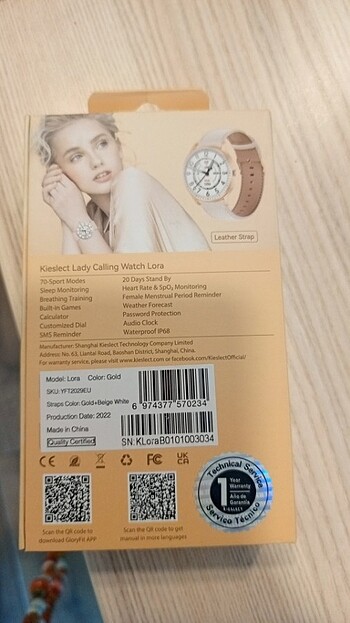 Leather Strap
Kieslect Lady Calling Watch Lora
70-Sport Modes 20 Days Stand By
Sleep Monitoring Heart Rate & SpO₂ Monitoring
Breathing Training Female Menstrual Period Reminder
Built-in Games Weather Forecast
Calculator Password Protection
Customized Dial Audio Clock
SMS Reminder Waterproof IP68
Manufacturer: Shanghai Kieslect Technology Company Limited
Address: No. 63, Liantai Road, Baoshan District, Shanghai, China.
For warranty service, please visit www.kieslect.com or facebook.com/KieslectOfficial/
Model: Lora Color: Gold
SKU: YFT2029EU
Straps Color: Gold+Beige White
Production Date: 2022
Made in China
Quality Certified
6 974377 570234
SN:KLoraB0101003034
CE FC UK
CA
Scan the QR code to
download GloryFit APP
Scan the QR code to get
manual in more languages
Technical Service
1 Year
Warranty
Año de
Garantía
Servico Técnico